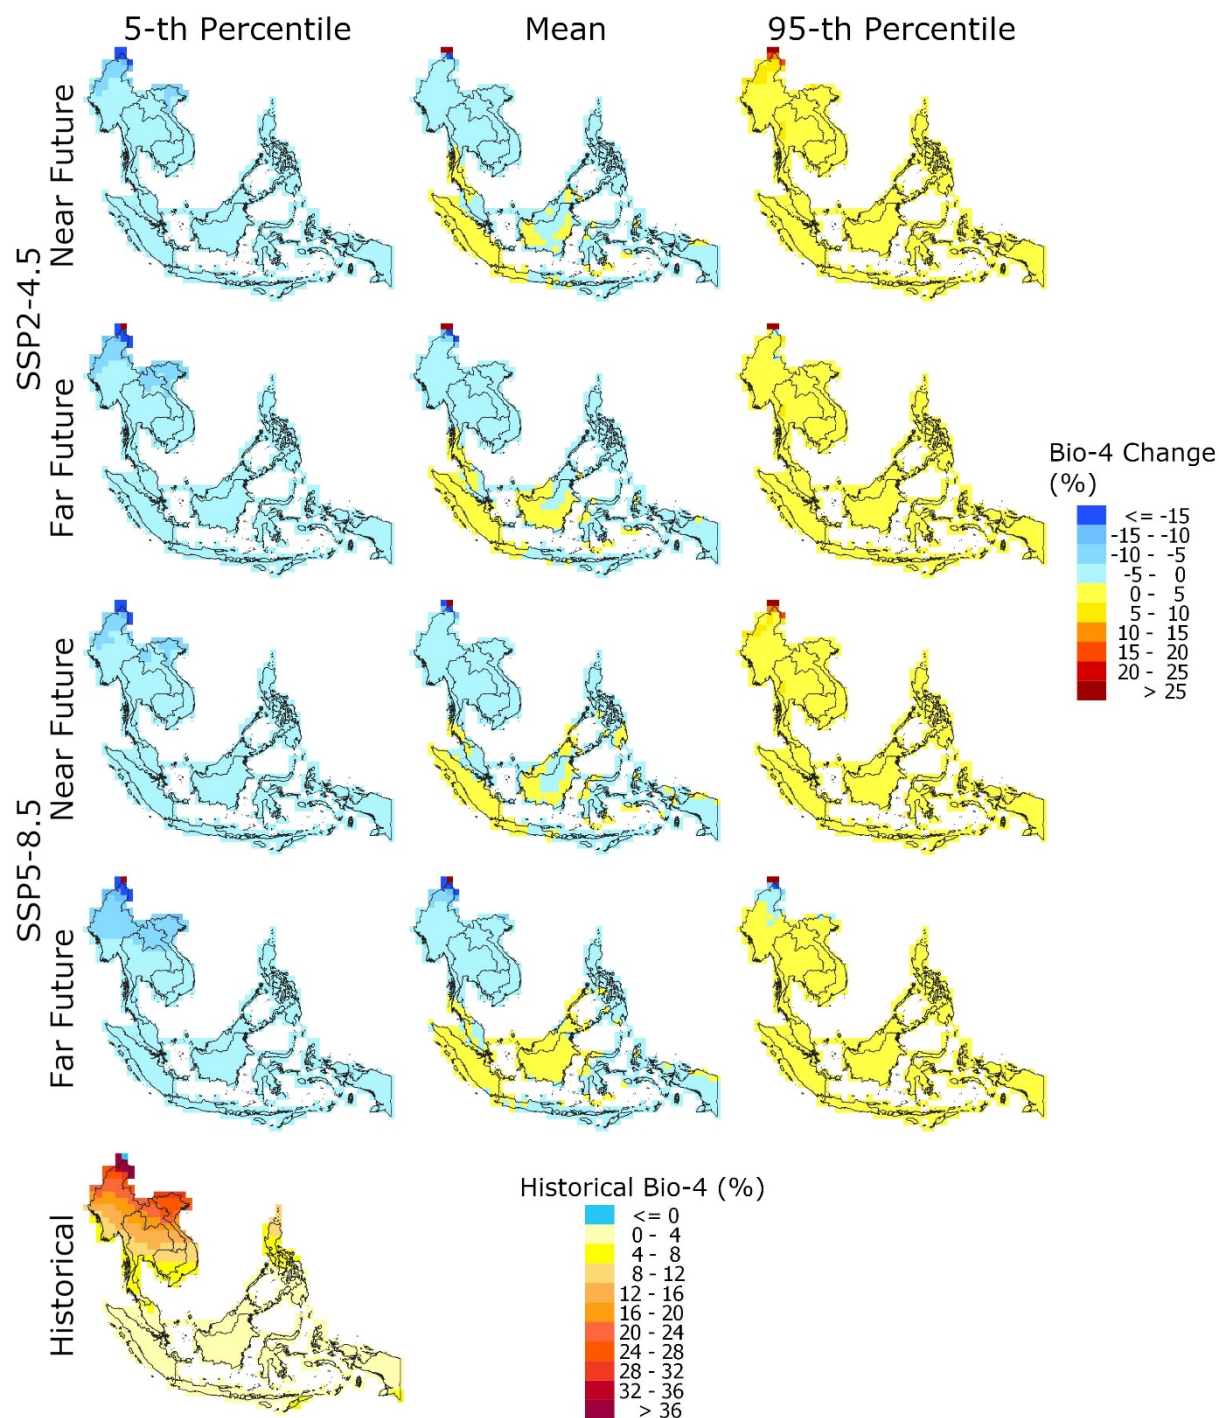 5-th Percentile
Mean
95-th Percentile
SSP2-4.5
Near Future
Far Future
SSP5-8.5
Near Future
Far Future
Historical
Bio-4 Change
(%)
<= -15
-15 - -10
-10 - -5
-5 - 0
0 - 5
5 - 10
10 - 15
15 - 20
20 - 25
> 25
Historical Bio-4 (%)
<= 0
0 - 4
4 - 8
8 - 12
12 - 16
16 - 20
20 - 24
24 - 28
28 - 32
32 - 36
> 36